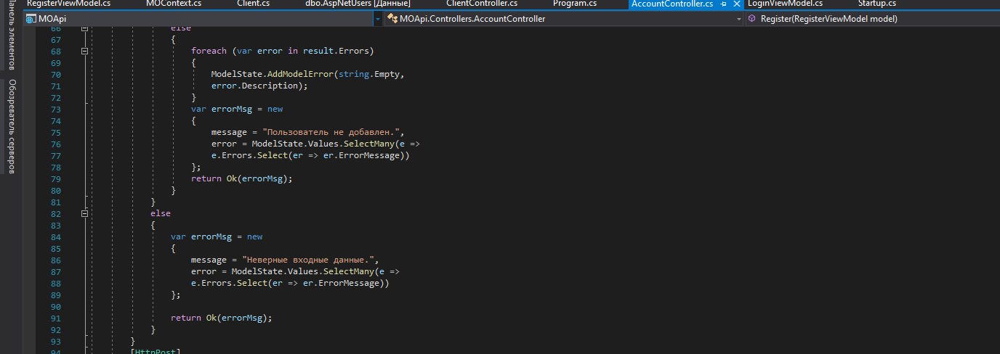 RegisterViewModel.cs MOContext.cs Client.cs dbo.AspNetUsers [Данные] ClientController.cs Program.cs AccountController.cs LoginViewModel.cs Startup.cs
MOApi MOApi.Controllers.AccountController Register(RegisterViewModel model)
Панель элементов
Обозреватель серверов
66 else
67 {
68 foreach (var error in result.Errors)
69 {
70 ModelState.AddModelError(string.Empty,
71 error.Description);
72 }
73 var errorMsg = new
74 {
75 message = "Пользователь не добавлен.",
76 error = ModelState.Values.SelectMany(e =>
77 e.Errors.Select(er => er.ErrorMessage))
78 };
79 return Ok(errorMsg);
80 }
81 }
82 else
83 {
84 var errorMsg = new
85 {
86 message = "Неверные входные данные.",
87 error = ModelState.Values.SelectMany(e =>
88 e.Errors.Select(er => er.ErrorMessage))
89 };
90
91 return Ok(errorMsg);
92 }
93 }
94 [HttpPost]